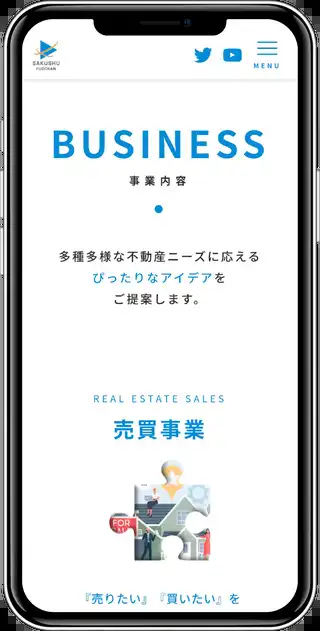 SAKUSHU
FUDOSAN
MENU
BUSINESS
事業内容
多種多様な不動産ニーズに応える
ぴったりなアイデアを
ご提案します。
REAL ESTATE SALES
売買事業
FOR
『売りたい』『買いたい』を